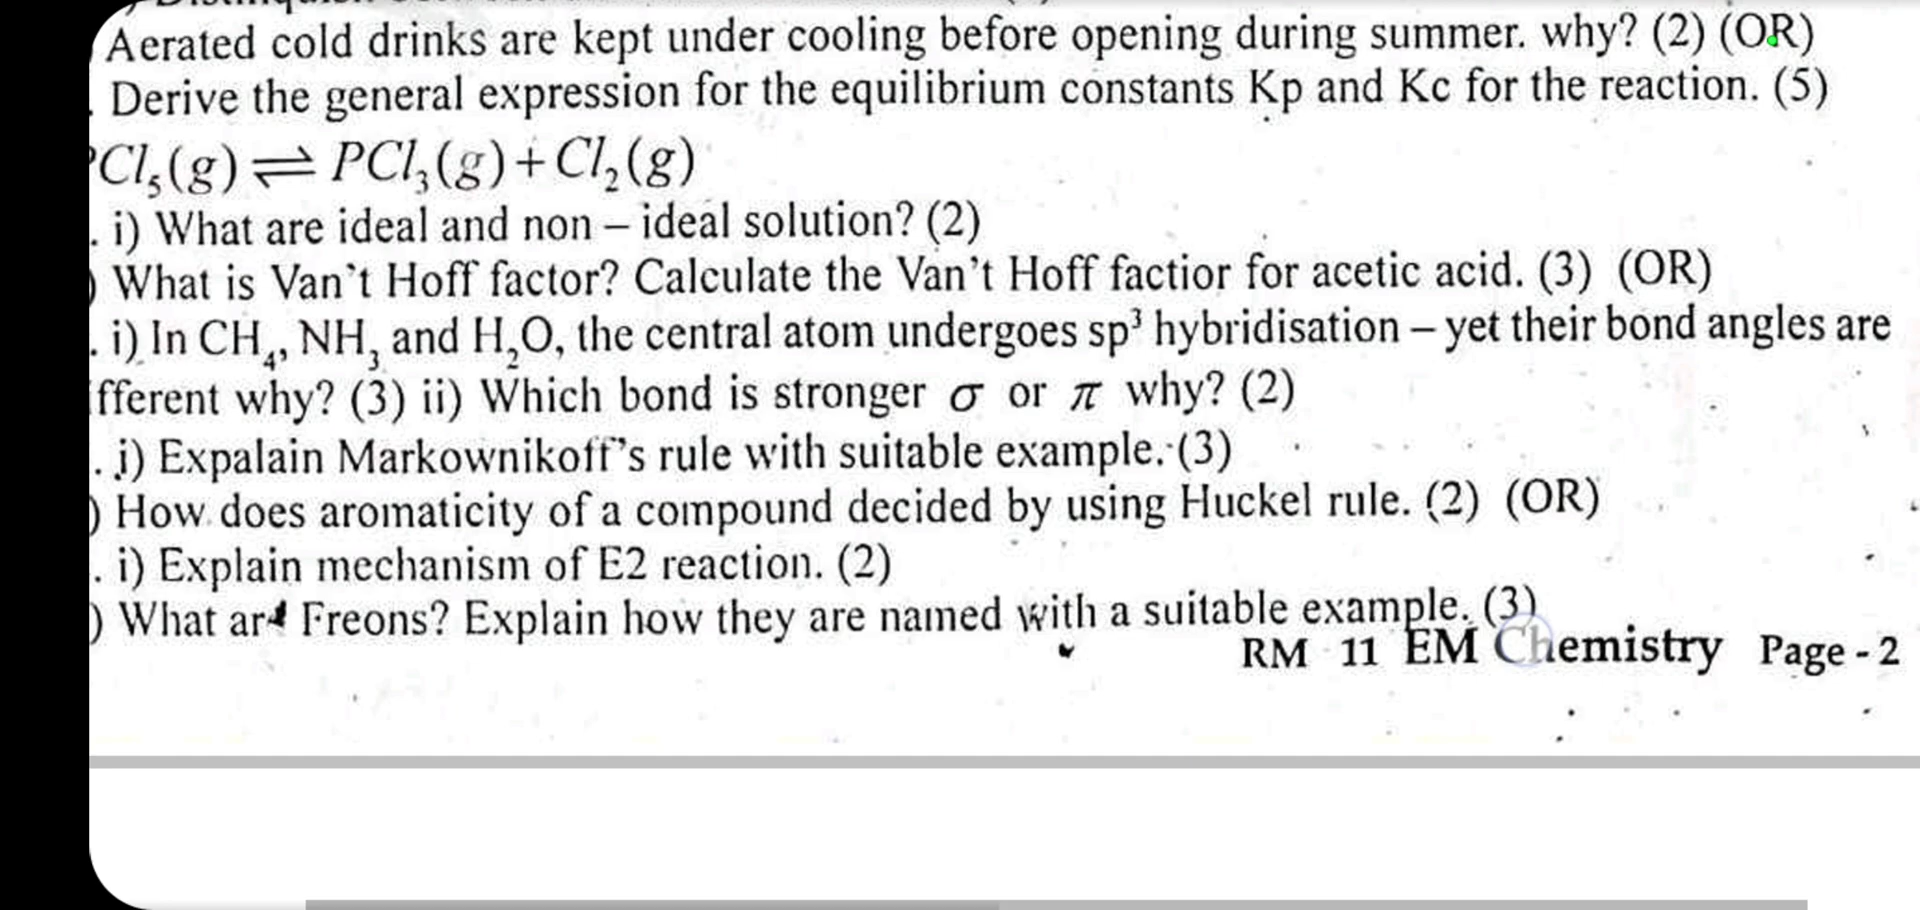 Aerated cold drinks are kept under cooling before opening during summer. why? (2) (OR)
. Derive the general expression for the equilibrium constants Kp and Kc for the reaction. (5)
PCl₅(g) ⇌ PCl₃(g)+Cl₂(g)
. i) What are ideal and non – ideal solution? (2)
) What is Van't Hoff factor? Calculate the Van't Hoff factior for acetic acid. (3) (OR)
. i) In CH₄, NH₃ and H₂O, the central atom undergoes sp³ hybridisation – yet their bond angles are
fferent why? (3) ii) Which bond is stronger σ or π why? (2)
. i) Expalain Markownikoff's rule with suitable example. (3)
) How does aromaticity of a compound decided by using Huckel rule. (2) (OR)
. i) Explain mechanism of E2 reaction. (2)
) What are Freons? Explain how they are named with a suitable example. (3)
RM 11 EM Chemistry Page - 2